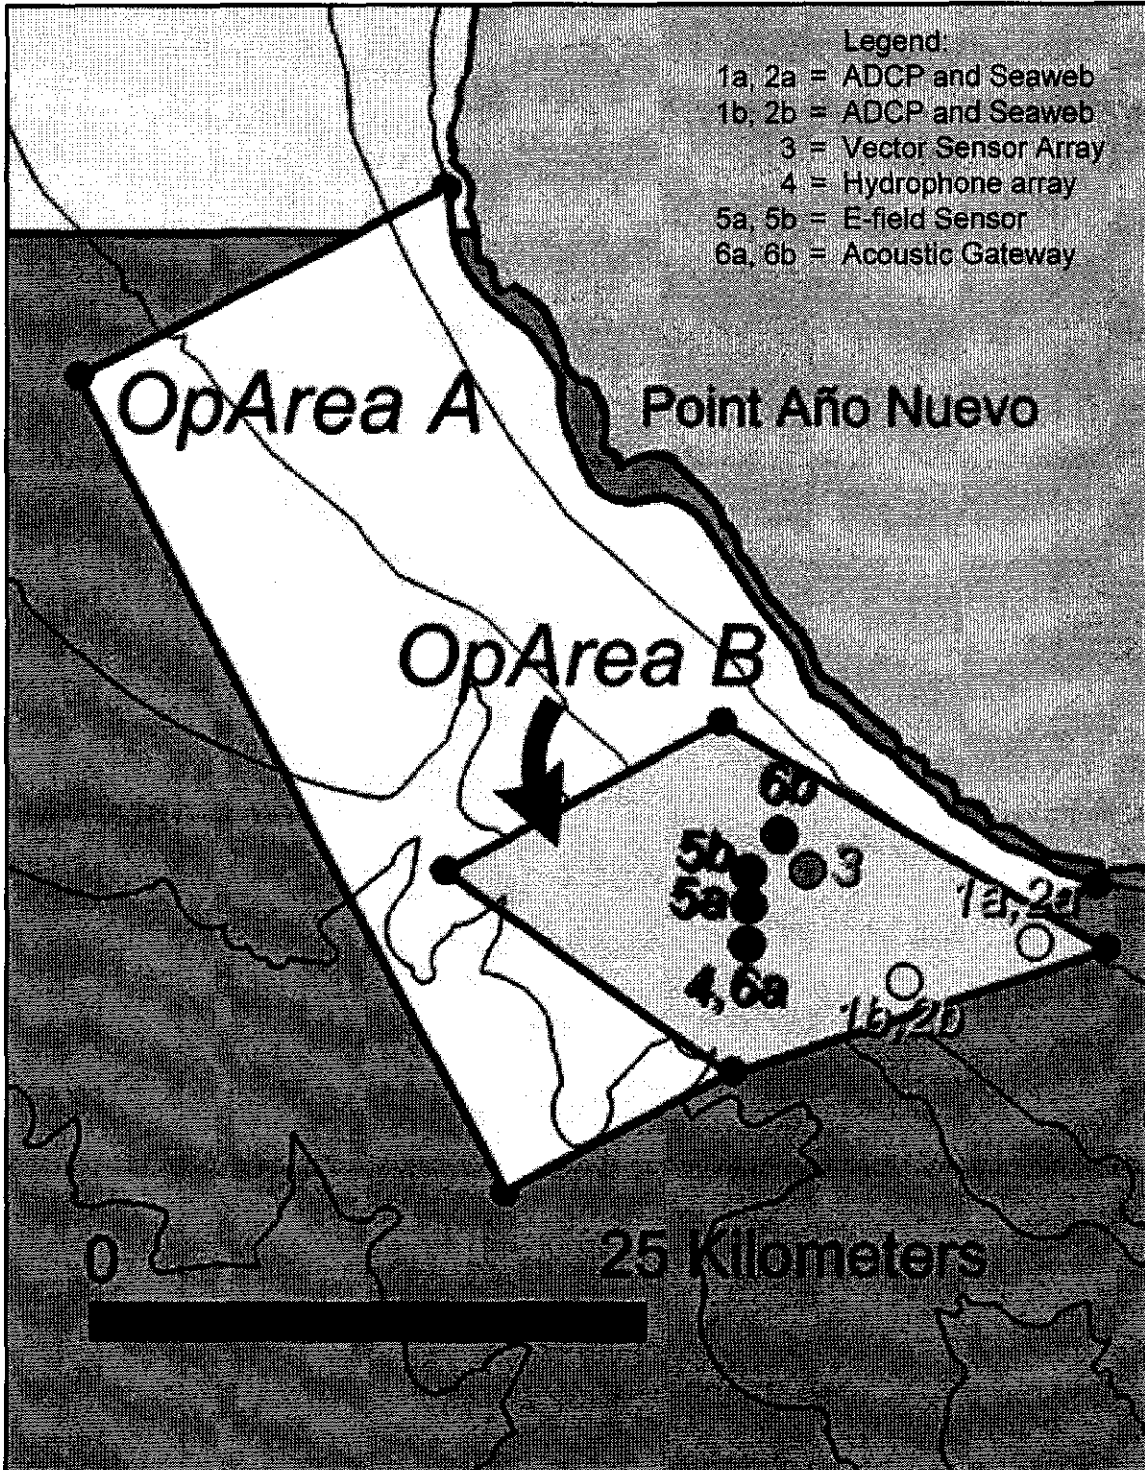 Legend:
1a, 2a = ADCP and Seaweb
1b, 2b = ADCP and Seaweb
3 = Vector Sensor Array
4 = Hydrophone array
5a, 5b = E-field Sensor
6a, 6b = Acoustic Gateway
OpArea A
Point Año Nuevo
OpArea B
6b
5b
3
5a
1a,2a
4,6a
1b,2b
0
25 Kilometers